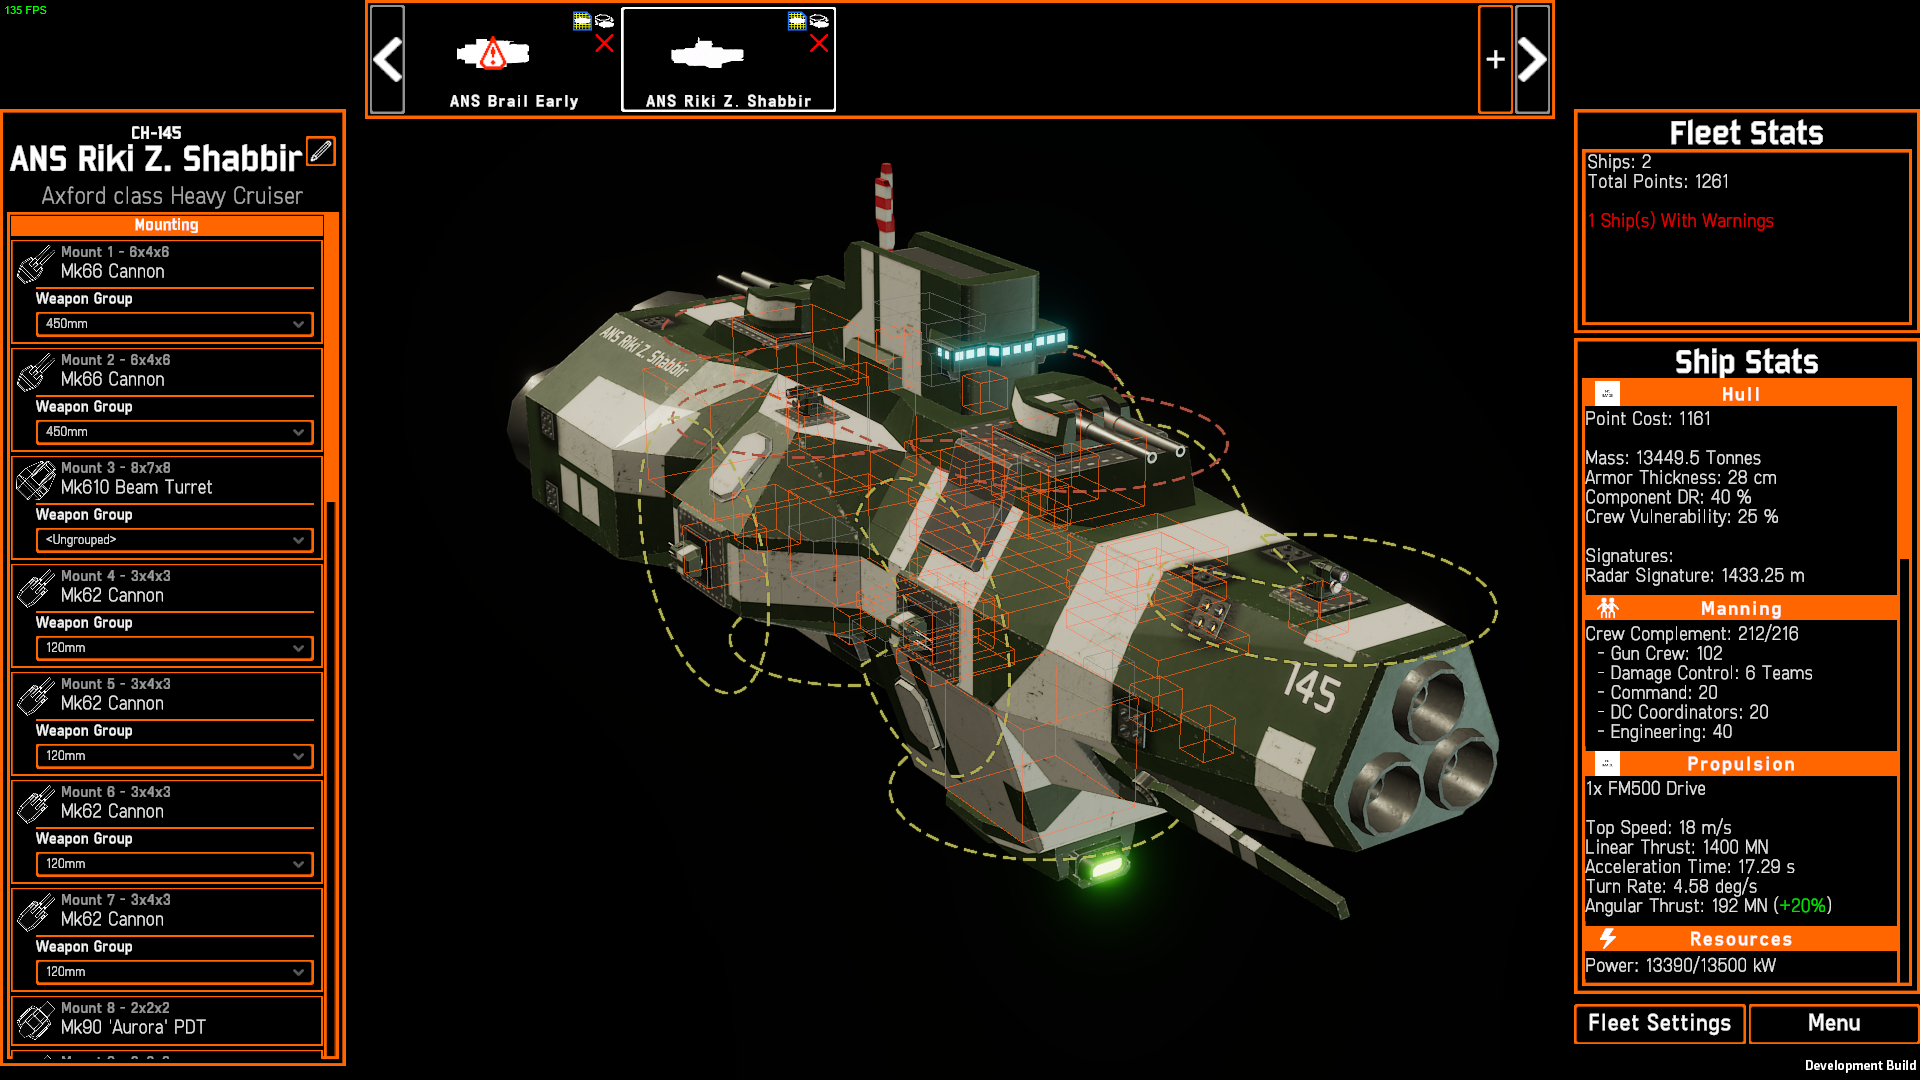 135 FPS
ANS Brail Early
ANS Riki Z. Shabbir
+
CH-145
ANS Riki Z. Shabbir
Axford class Heavy Cruiser
Mounting
Mount 1 - 6x4x6
Mk66 Cannon
Weapon Group
450mm
Mount 2 - 6x4x6
Mk66 Cannon
Weapon Group
450mm
Mount 3 - 8x7x8
Mk610 Beam Turret
Weapon Group
<Ungrouped>
Mount 4 - 3x4x3
Mk62 Cannon
Weapon Group
120mm
Mount 5 - 3x4x3
Mk62 Cannon
Weapon Group
120mm
Mount 6 - 3x4x3
Mk62 Cannon
Weapon Group
120mm
Mount 7 - 3x4x3
Mk62 Cannon
Weapon Group
120mm
Mount 8 - 2x2x2
Mk90 'Aurora' PDT
ANS Riki Z. Shabbir
145
Fleet Stats
Ships: 2
Total Points: 1261
1 Ship(s) With Warnings
Ship Stats
Hull
Point Cost: 1161
Mass: 13449.5 Tonnes
Armor Thickness: 28 cm
Component DR: 40 %
Crew Vulnerability: 25 %
Signatures:
Radar Signature: 1433.25 m
Manning
Crew Complement: 212/216
- Gun Crew: 102
- Damage Control: 6 Teams
- Command: 20
- DC Coordinators: 20
- Engineering: 40
Propulsion
1x FM500 Drive
Top Speed: 18 m/s
Linear Thrust: 1400 MN
Acceleration Time: 17.29 s
Turn Rate: 4.58 deg/s
Angular Thrust: 192 MN (+20%)
Resources
Power: 13390/13500 kW
Fleet Settings
Menu
Development Build